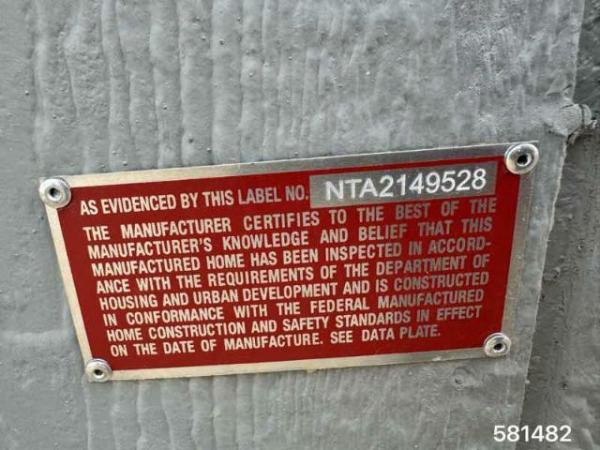 AS EVIDENCED BY THIS LABEL NO. NTA2149528
THE MANUFACTURER CERTIFIES TO THE BEST OF THE
MANUFACTURER'S KNOWLEDGE AND BELIEF THAT THIS
MANUFACTURED HOME HAS BEEN INSPECTED IN ACCORD-
ANCE WITH THE REQUIREMENTS OF THE DEPARTMENT OF
HOUSING AND URBAN DEVELOPMENT AND IS CONSTRUCTED
IN CONFORMANCE WITH THE FEDERAL MANUFACTURED
HOME CONSTRUCTION AND SAFETY STANDARDS IN EFFECT
ON THE DATE OF MANUFACTURE. SEE DATA PLATE.
581482